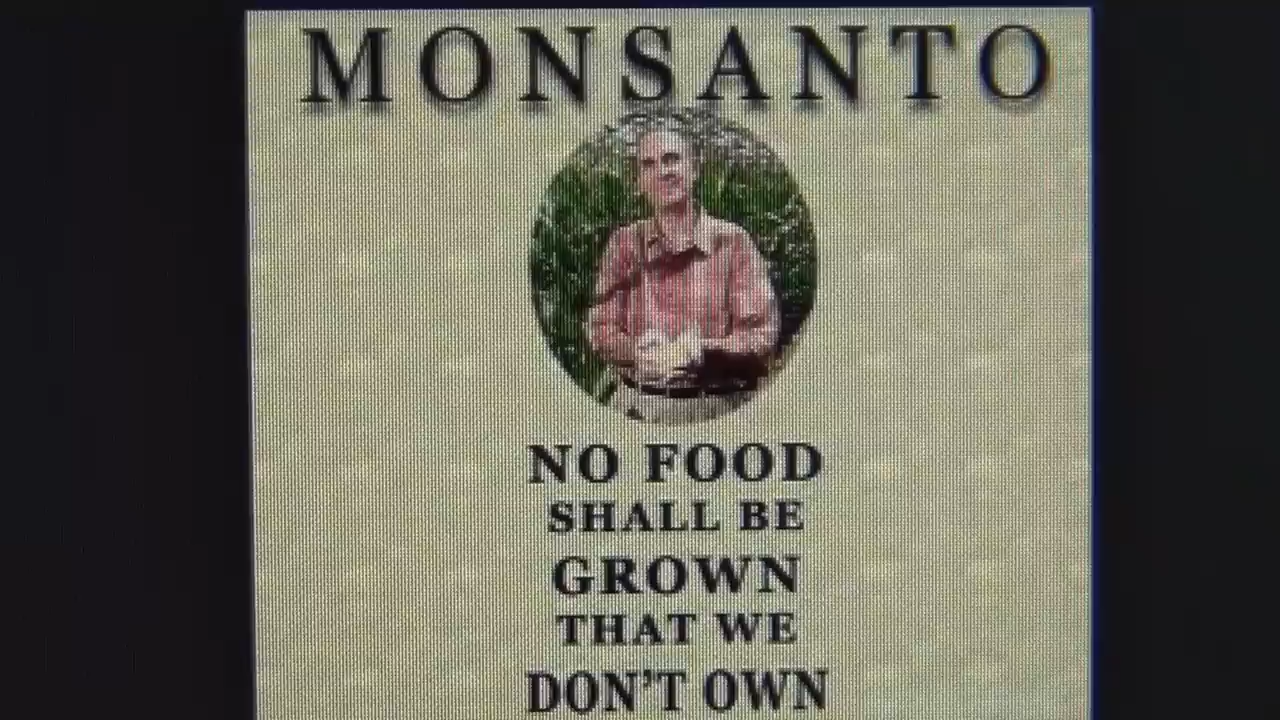 MONSANTO
NO FOOD
SHALL BE
GROWN
THAT WE
DON'T OWN